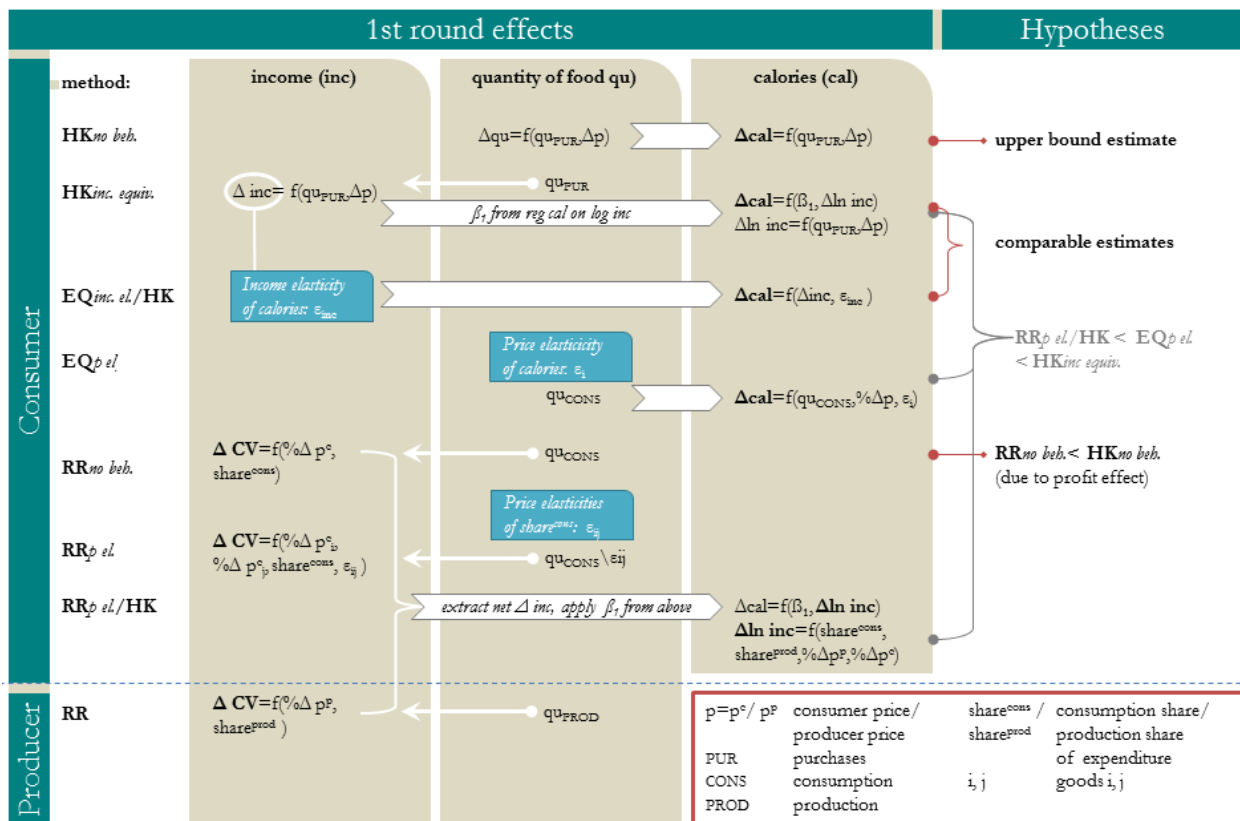 1st round effects
Hypotheses
Consumer
method:
income (inc)
quantity of food qu)
calories (cal)
HKno beh.
Δqu=f(quPUR,Δp)
Δcal=f(quPUR,Δp)
upper bound estimate
HKinc. equiv.
Δ inc= f(quPUR,Δp)
quPUR
ß1 from reg cal on log inc
Δcal=f(ß1, Δln inc)
Δln inc=f(quPUR,Δp)
comparable estimates
EQinc. el./HK
Income elasticity
of calories: εinc
Δcal=f(Δinc, εinc )
RRp el./HK < EQp el.
< HKinc equiv.
EQp el.
Price elasticicity
of calories: εi
quCONS
Δcal=f(quCONS,%Δp, εi)
RRno beh.
Δ CV=f(%Δ pc,
sharecons)
quCONS
RRno beh.< HKno beh.
(due to profit effect)
Price elasticities
of sharecons: εij
RRp el.
Δ CV=f(%Δ pci,
%Δ pcj, sharecons, εij )
quCONS\εij
RRp el./HK
extract net Δ inc, apply ß1 from above
Δcal=f(ß1, Δln inc)
Δln inc=f(sharecons,
shareprod,%Δpp,%Δpc)
Producer
RR
Δ CV=f(%Δ pp,
shareprod )
quPROD
p=pc/ pp consumer price/ sharecons / consumption share/
producer price shareprod production share
PUR purchases of expenditure
CONS consumption i, j goods i, j
PROD production